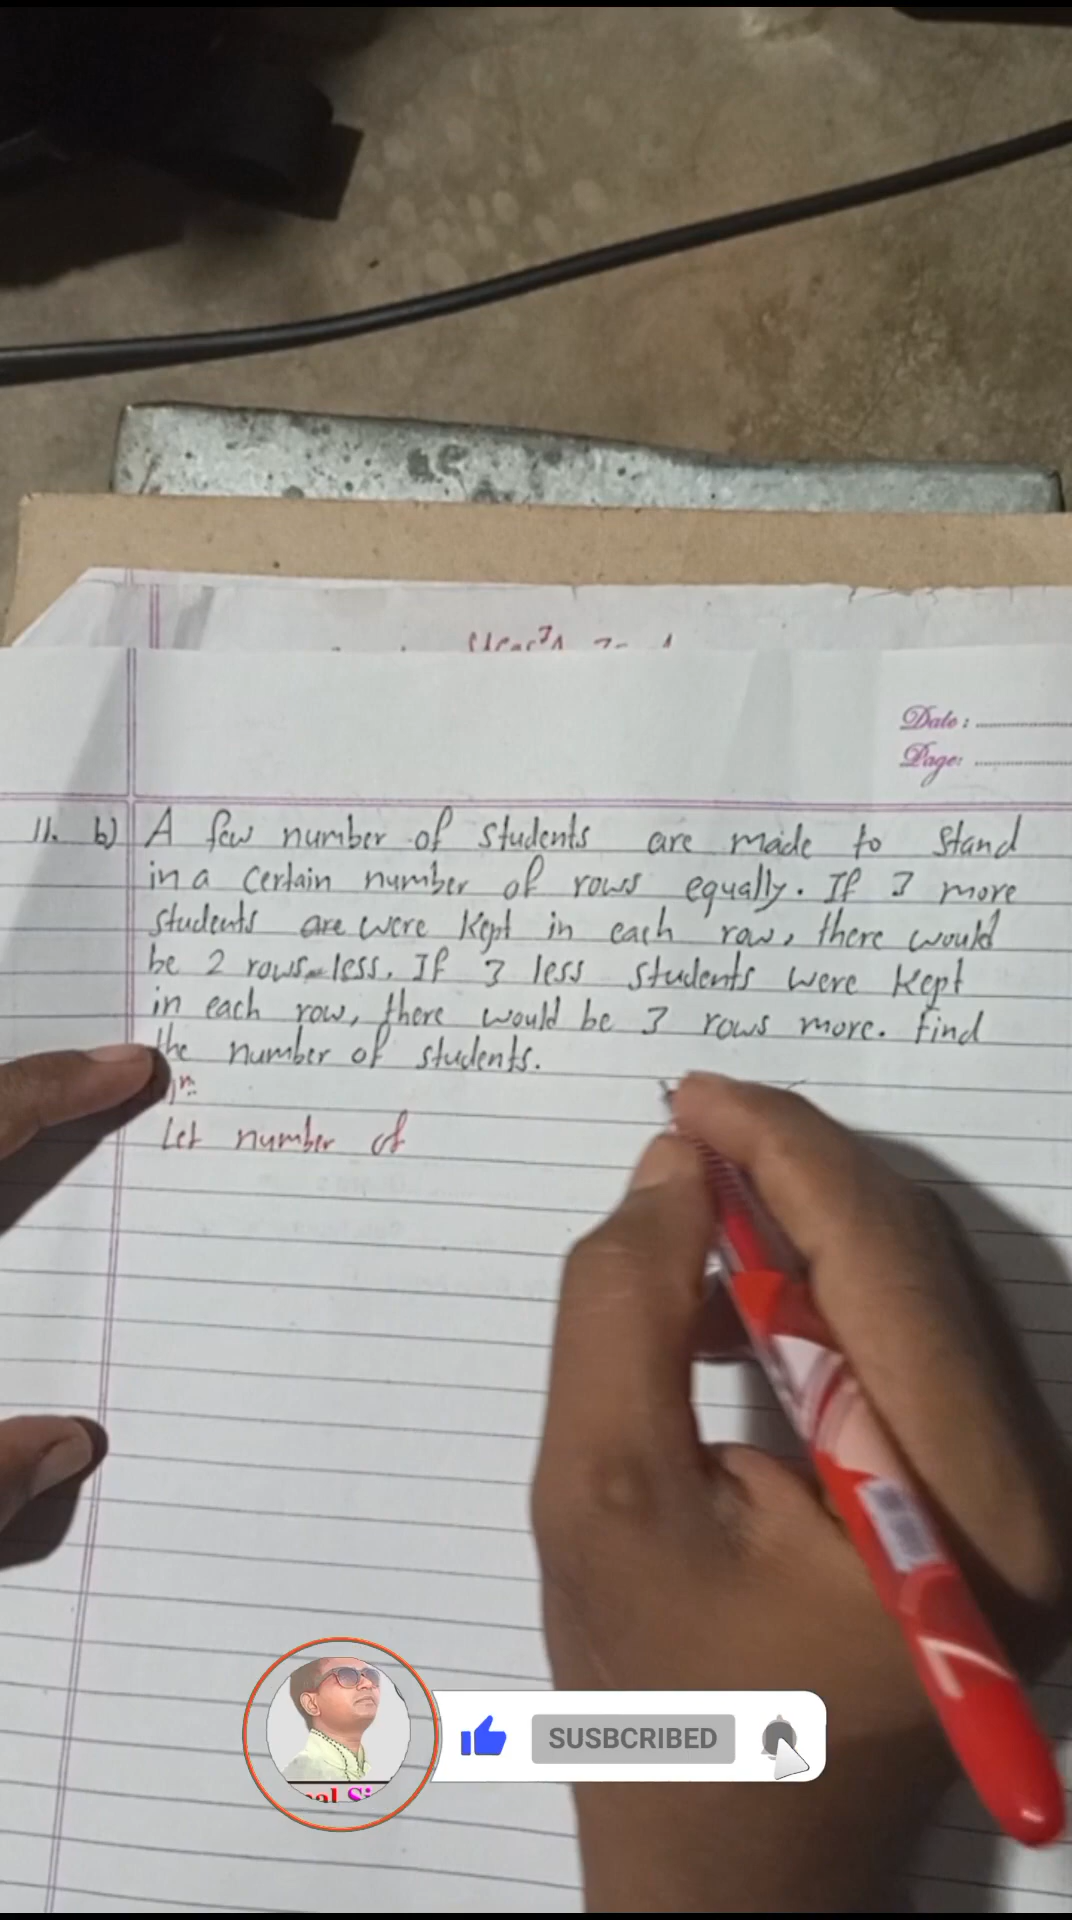 Date:
Page:
11. b) A few number of students are made to stand
in a certain number of rows equally. If 3 more
students are were kept in each row, there would
be 2 rows less. If 3 less students were kept
in each row, there would be 3 rows more. Find
the number of students.
Let number of
SUSBCRIBED